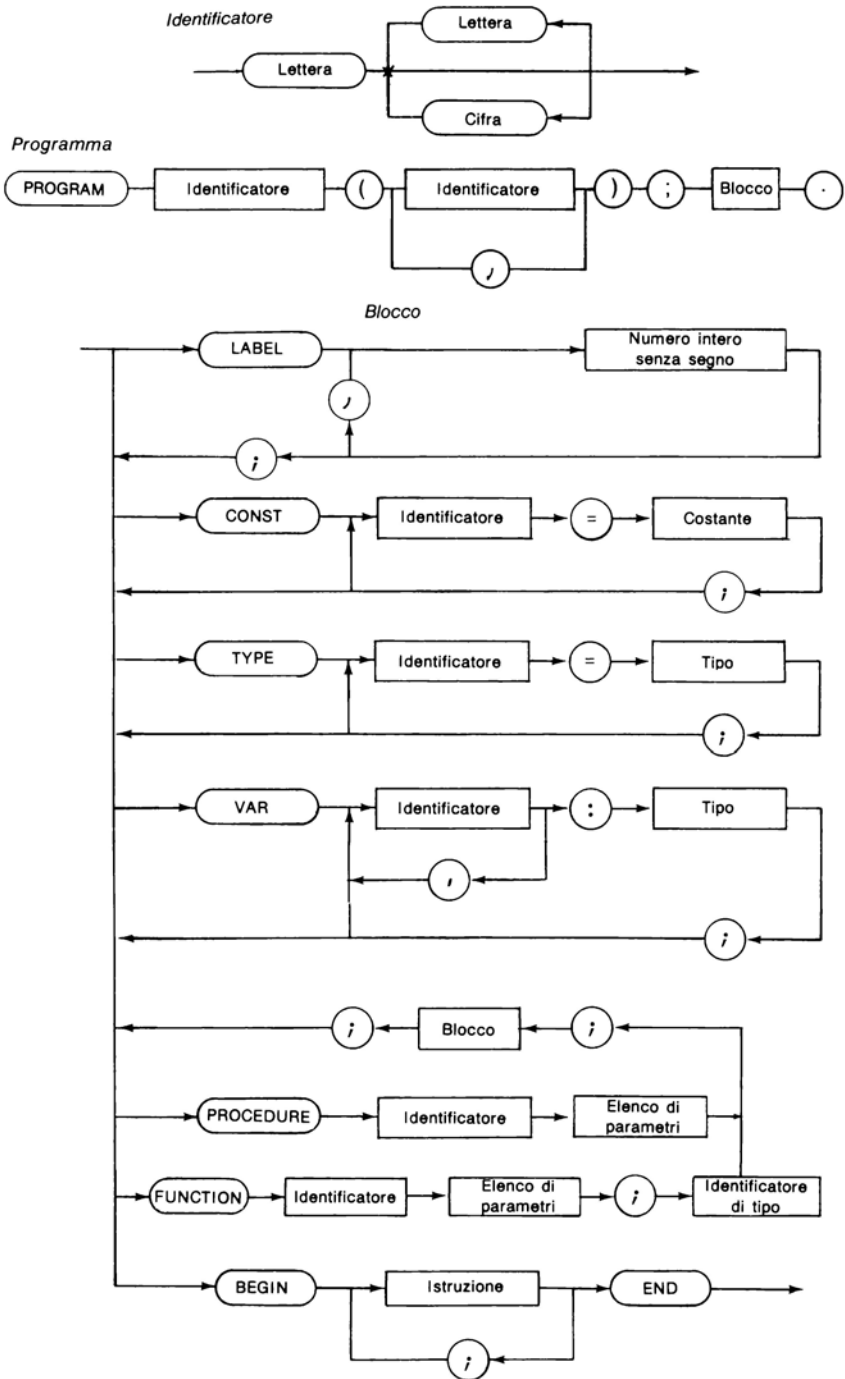 Identificatore
Lettera
Lettera
Cifra
Programma
PROGRAM Identificatore ( Identificatore ) ; Blocco .
,
Blocco
LABEL Numero intero
senza segno
,
;
CONST Identificatore = Costante
;
TYPE Identificatore = Tipo
;
VAR Identificatore : Tipo
,
;
; Blocco ;
PROCEDURE Identificatore Elenco di
parametri
FUNCTION Identificatore Elenco di
parametri ; Identificatore
di tipo
BEGIN Istruzione END
;